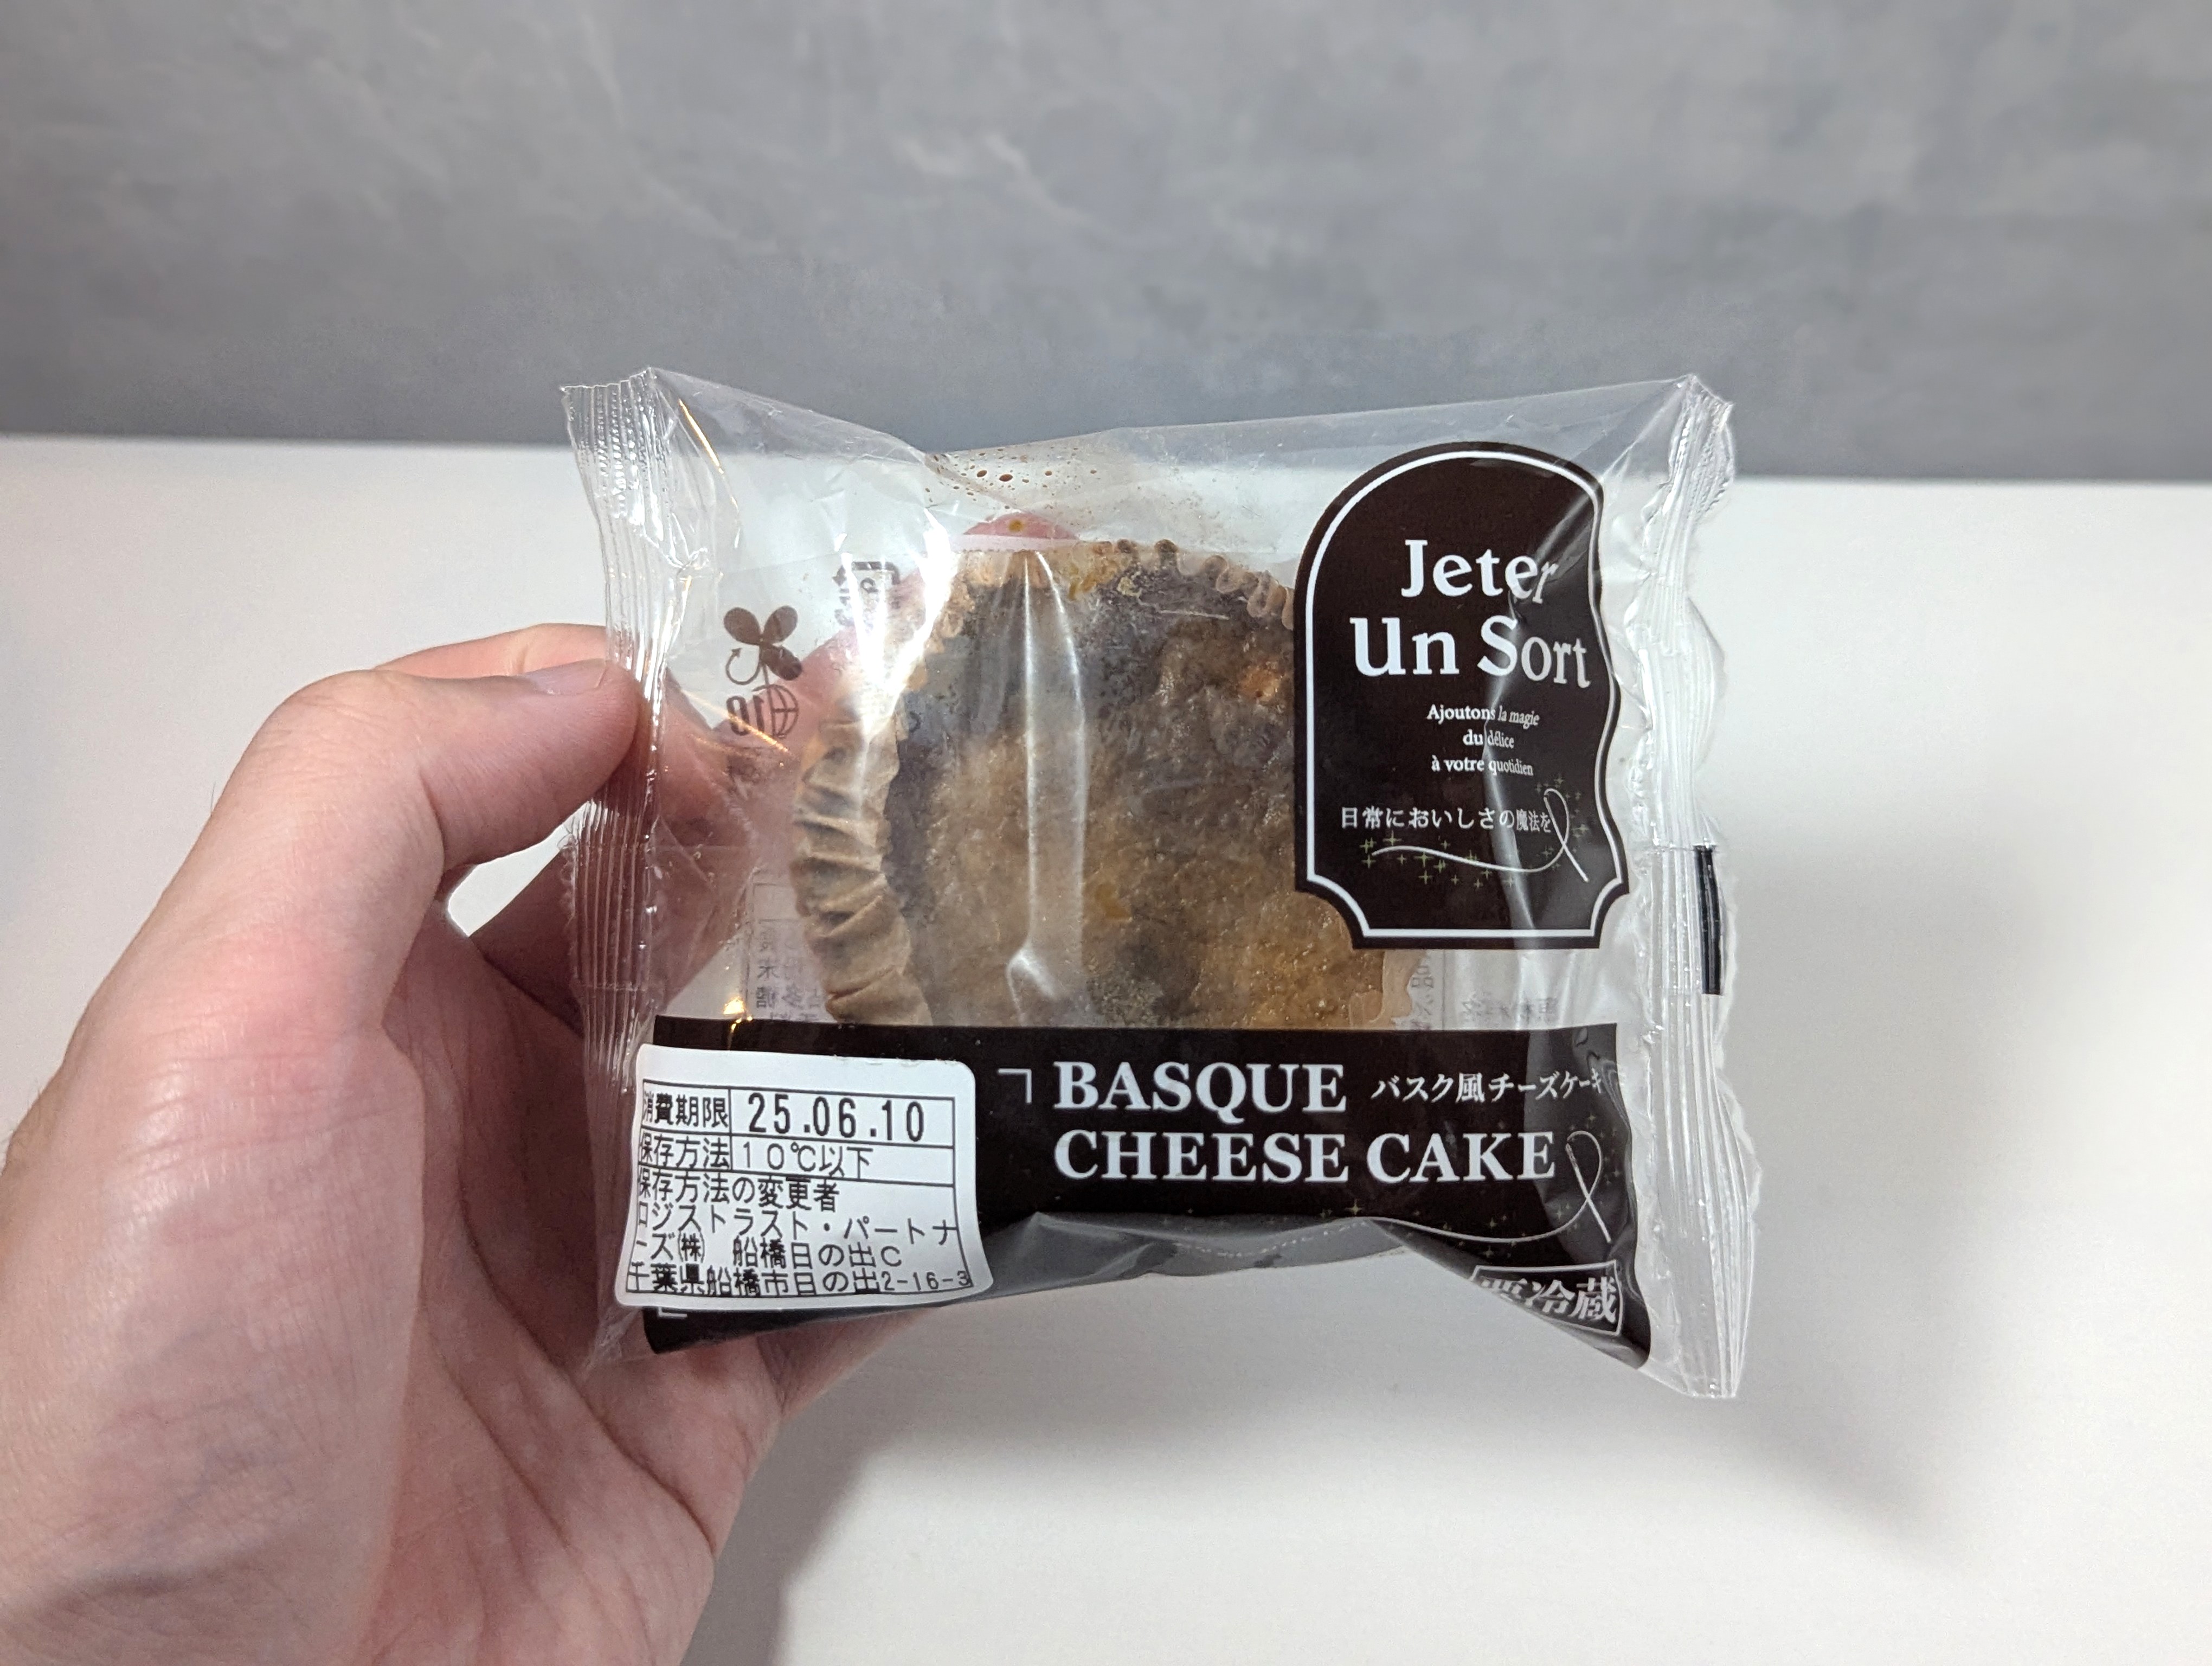 Jeter
un Sort
Ajoutons la magie
du délice
à votre quotidien
日常においしさの魔法を
BASQUE バスク風チーズケーキ
CHEESE CAKE
要冷蔵
消費期限 25.06.10
保存方法 10℃以下
保存方法の変更者
ロジストラスト・パートナ
ーズ㈱ 船橋日の出C
千葉県船橋市日の出2-16-3